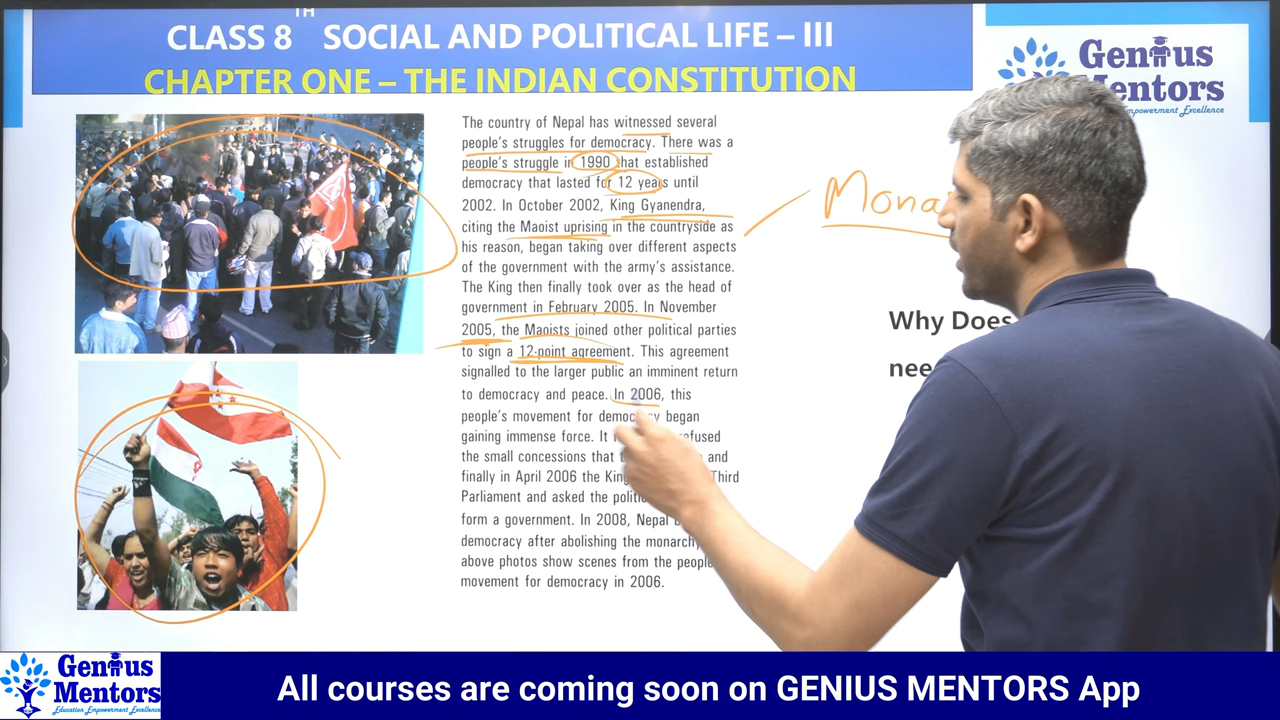 TH
CLASS 8 SOCIAL AND POLITICAL LIFE – III
CHAPTER ONE – THE INDIAN CONSTITUTION
Genius
Mentors
Empowerment Excellence
The country of Nepal has witnessed several
people's struggles for democracy. There was a
people's struggle in 1990 that established
democracy that lasted for 12 years until
2002. In October 2002, King Gyanendra,
citing the Maoist uprising in the countryside as
his reason, began taking over different aspects
of the government with the army's assistance.
The King then finally took over as the head of
government in February 2005. In November
2005, the Maoists joined other political parties
to sign a 12-point agreement. This agreement
signalled to the larger public an imminent return
to democracy and peace. In 2006, this
people's movement for democracy began
gaining immense force. It refused
the small concessions that and
finally in April 2006 the King Third
Parliament and asked the
form a government. In 2008, Nepal
democracy after abolishing the monarchy
above photos show scenes from the
movement for democracy in 2006.
Mona
Why Does
Genius
Mentors
Education Empowerment Excellence
All courses are coming soon on GENIUS MENTORS App